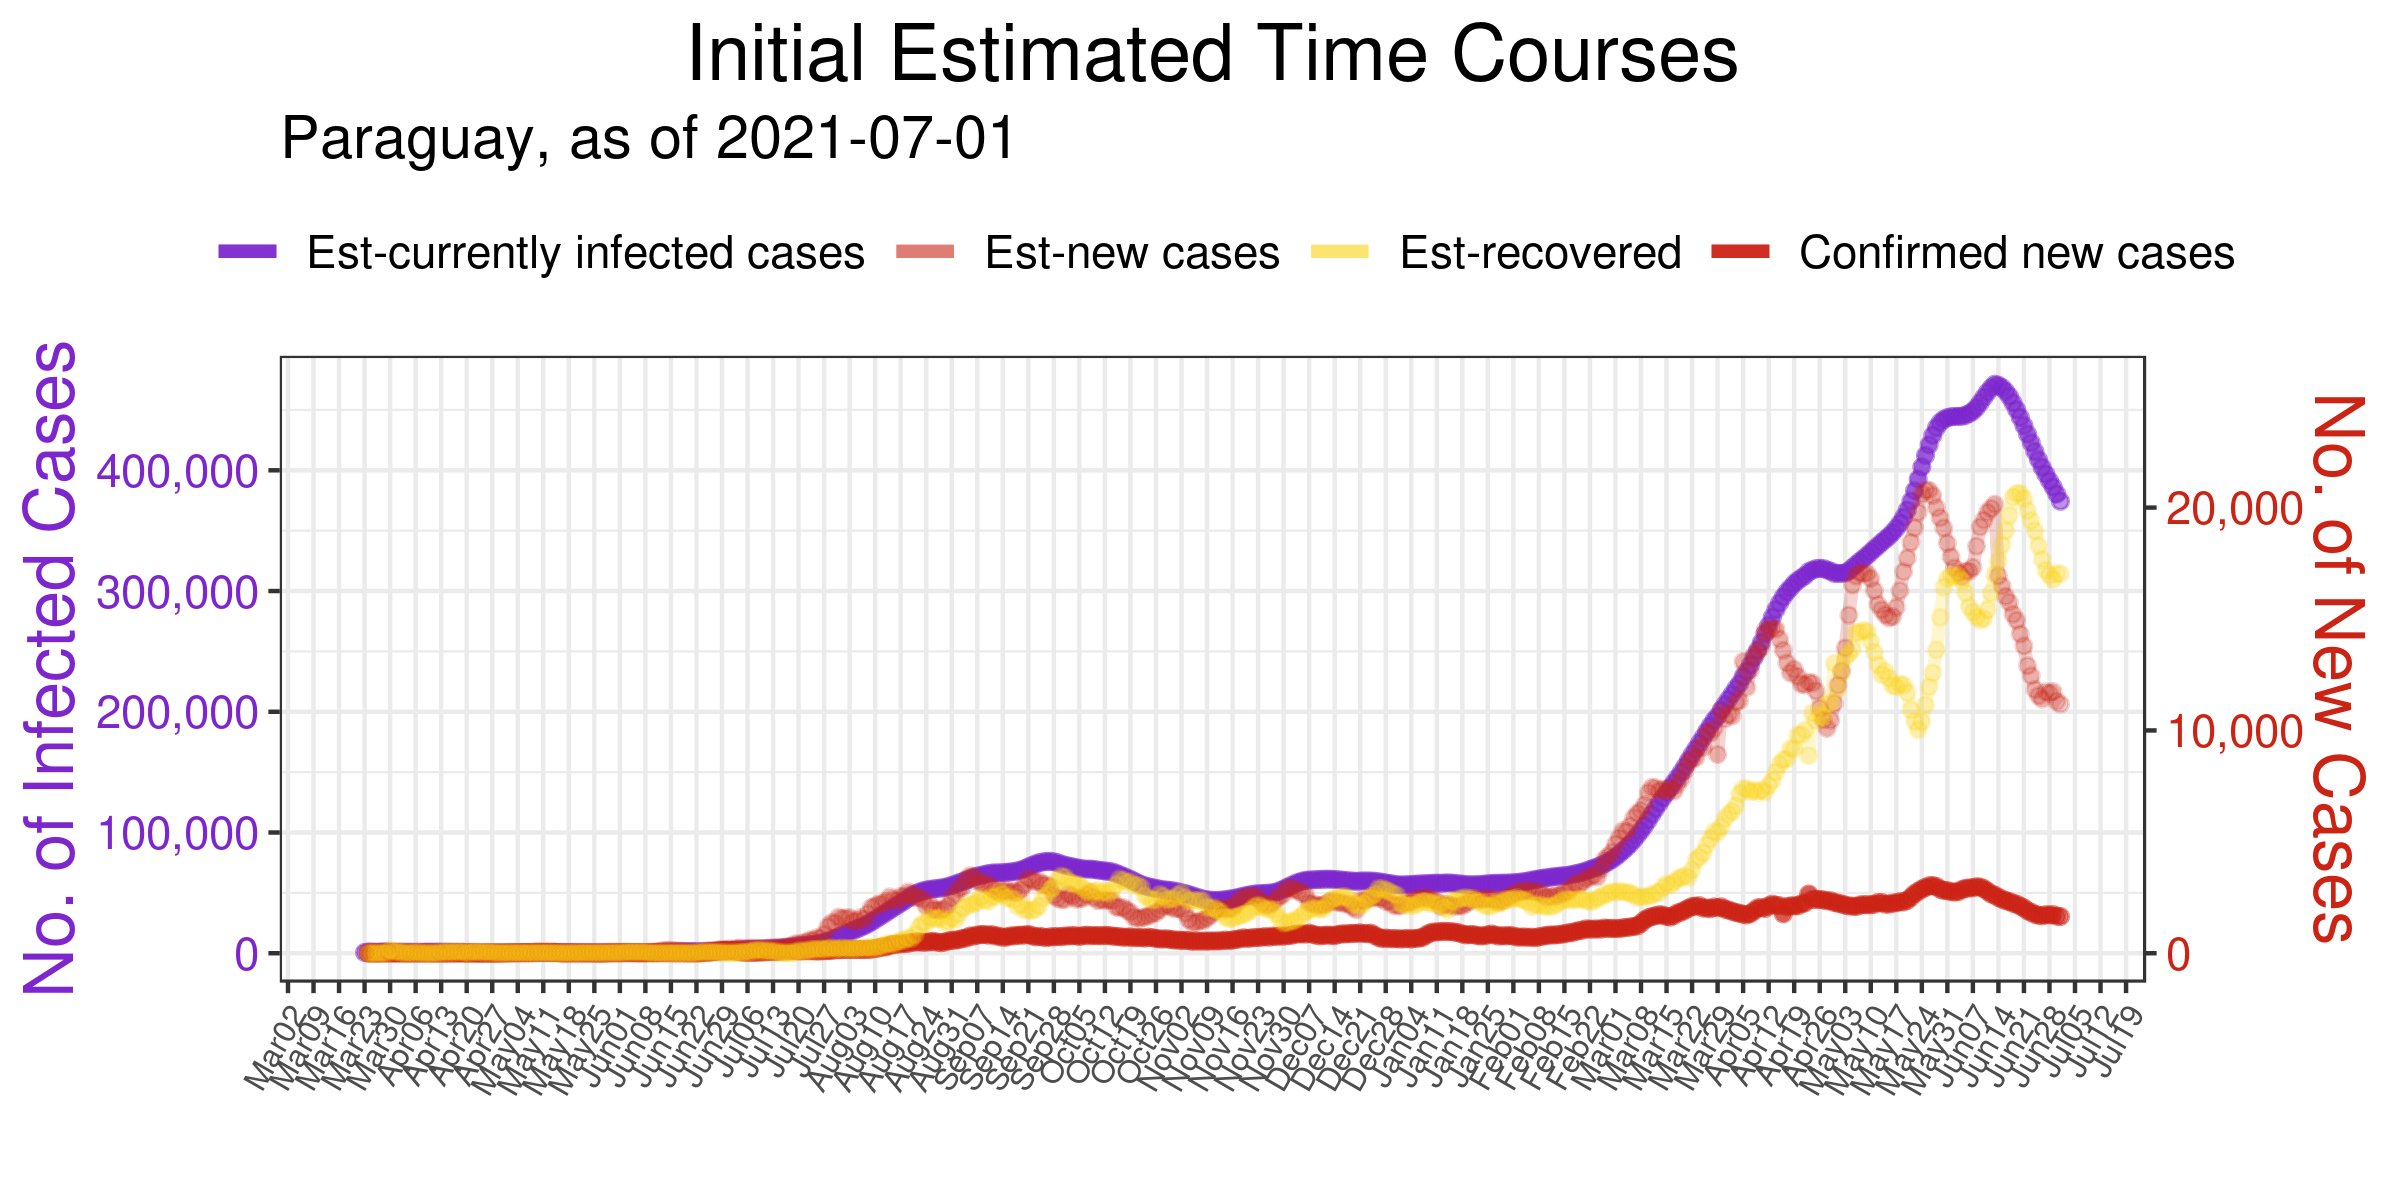 Initial Estimated Time Courses
Paraguay, as of 2021-07-01
Est-currently infected cases Est-new cases Est-recovered Confirmed new cases
No. of Infected Cases
400,000
300,000
200,000
100,000
0
20,000
10,000
0
No. of New Cases
Mar02 Mar09 Mar16 Mar23 Mar30 Apr06 Apr13 Apr20 Apr27 May04 May11 May18 May25 Jun01 Jun08 Jun15 Jun22 Jun29 Jul06 Jul13 Jul20 Jul27 Aug03 Aug10 Aug17 Aug24 Aug31 Sep07 Sep14 Sep21 Sep28 Oct05 Oct12 Oct19 Oct26 Nov02 Nov09 Nov16 Nov23 Nov30 Dec07 Dec14 Dec21 Dec28 Jan04 Jan11 Jan18 Jan25 Feb01 Feb08 Feb15 Feb22 Mar01 Mar08 Mar15 Mar22 Mar29 Apr05 Apr12 Apr19 Apr26 May03 May10 May17 May24 May31 Jun07 Jun14 Jun21 Jun28 Jul05 Jul12 Jul19